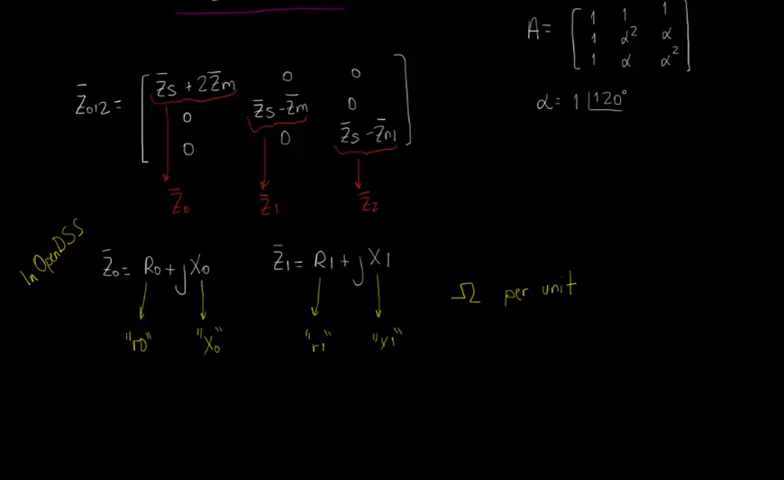 A = [ 1 1 1
1 α² α
1 α α² ]
α = 1 ∠120°
Z̄012 = [ Z̄s + 2Z̄m 0 0
0 Z̄s - Z̄m 0
0 0 Z̄s - Z̄m ]
Z̄0 Z̄1 Z̄2
In OpenDSS
Z̄0 = R0 + jX0 Z̄1 = R1 + jX1
Ω per unit
"r0" "X0" "r1" "x1"